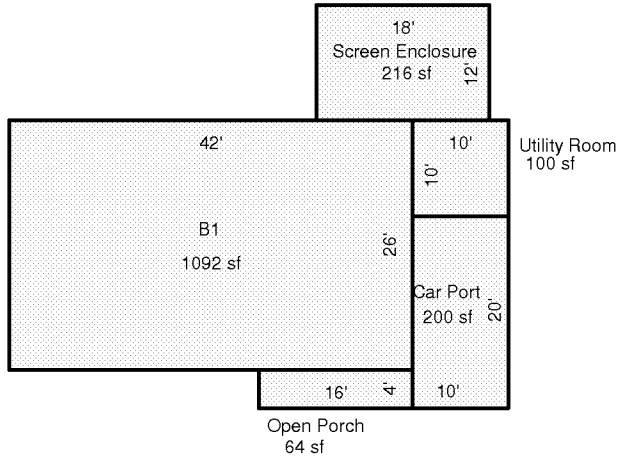 18'
Screen Enclosure
216 sf
12'
42'
10'
Utility Room
100 sf
10'
B1
1092 sf
26'
Car Port
200 sf
20'
16'
4'
10'
Open Porch
64 sf